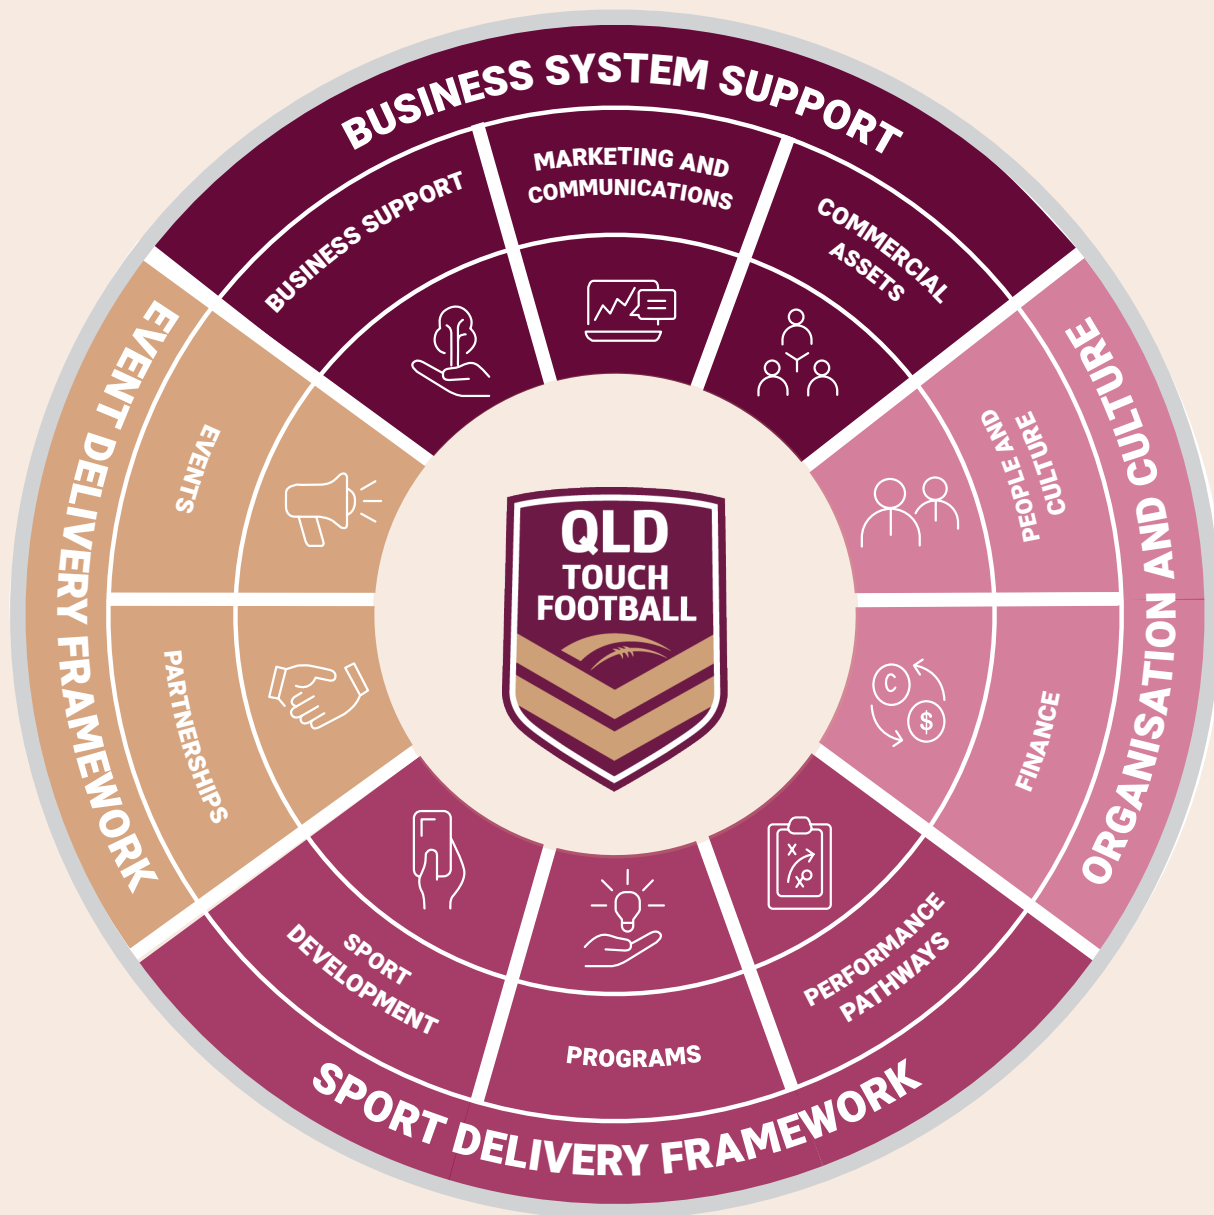 BUSINESS SYSTEM SUPPORT
BUSINESS SUPPORT
MARKETING AND
COMMUNICATIONS
COMMERCIAL
ASSETS
ORGANISATION AND CULTURE
PEOPLE AND
CULTURE
FINANCE
C
$
SPORT DELIVERY FRAMEWORK
PERFORMANCE
PATHWAYS
X
X
PROGRAMS
SPORT
DEVELOPMENT
EVENT DELIVERY FRAMEWORK
PARTNERSHIPS
EVENTS
QLD
TOUCH
FOOTBALL